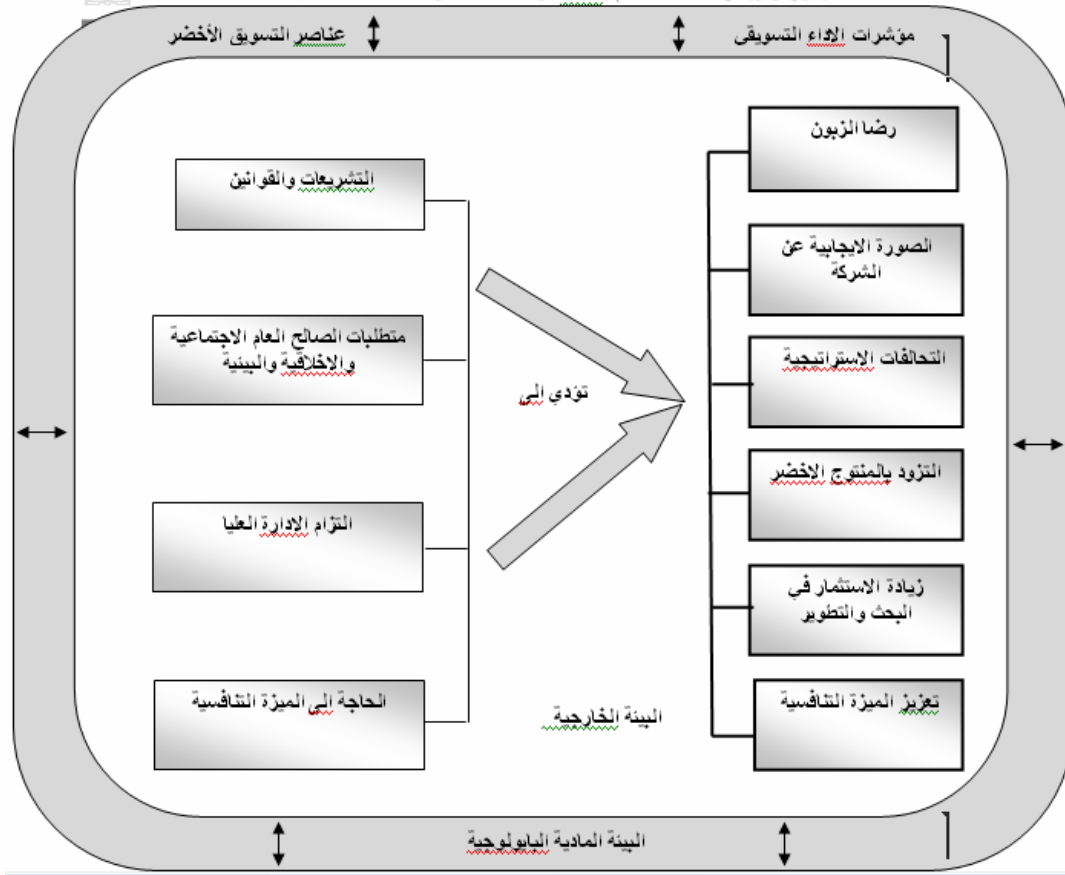 مؤشرات الاداء التسويقي
عناصر التسويق الأخضر
رضا الزبون
الصورة الايجابية عن
الشركة
التحالفات الاستراتيجية
التزود بالمنتوج الاخضر
زيادة الاستثمار في
البحث والتطوير
تعزيز الميزة التنافسية
تؤدي الى
التشريعات والقوانين
متطلبات الصالح العام الاجتماعية
والاخلاقية والبيئية
التزام الادارة العليا
الحاجة الى الميزة التنافسية
البيئة الخارجية
البيئة المادية البايولوجية